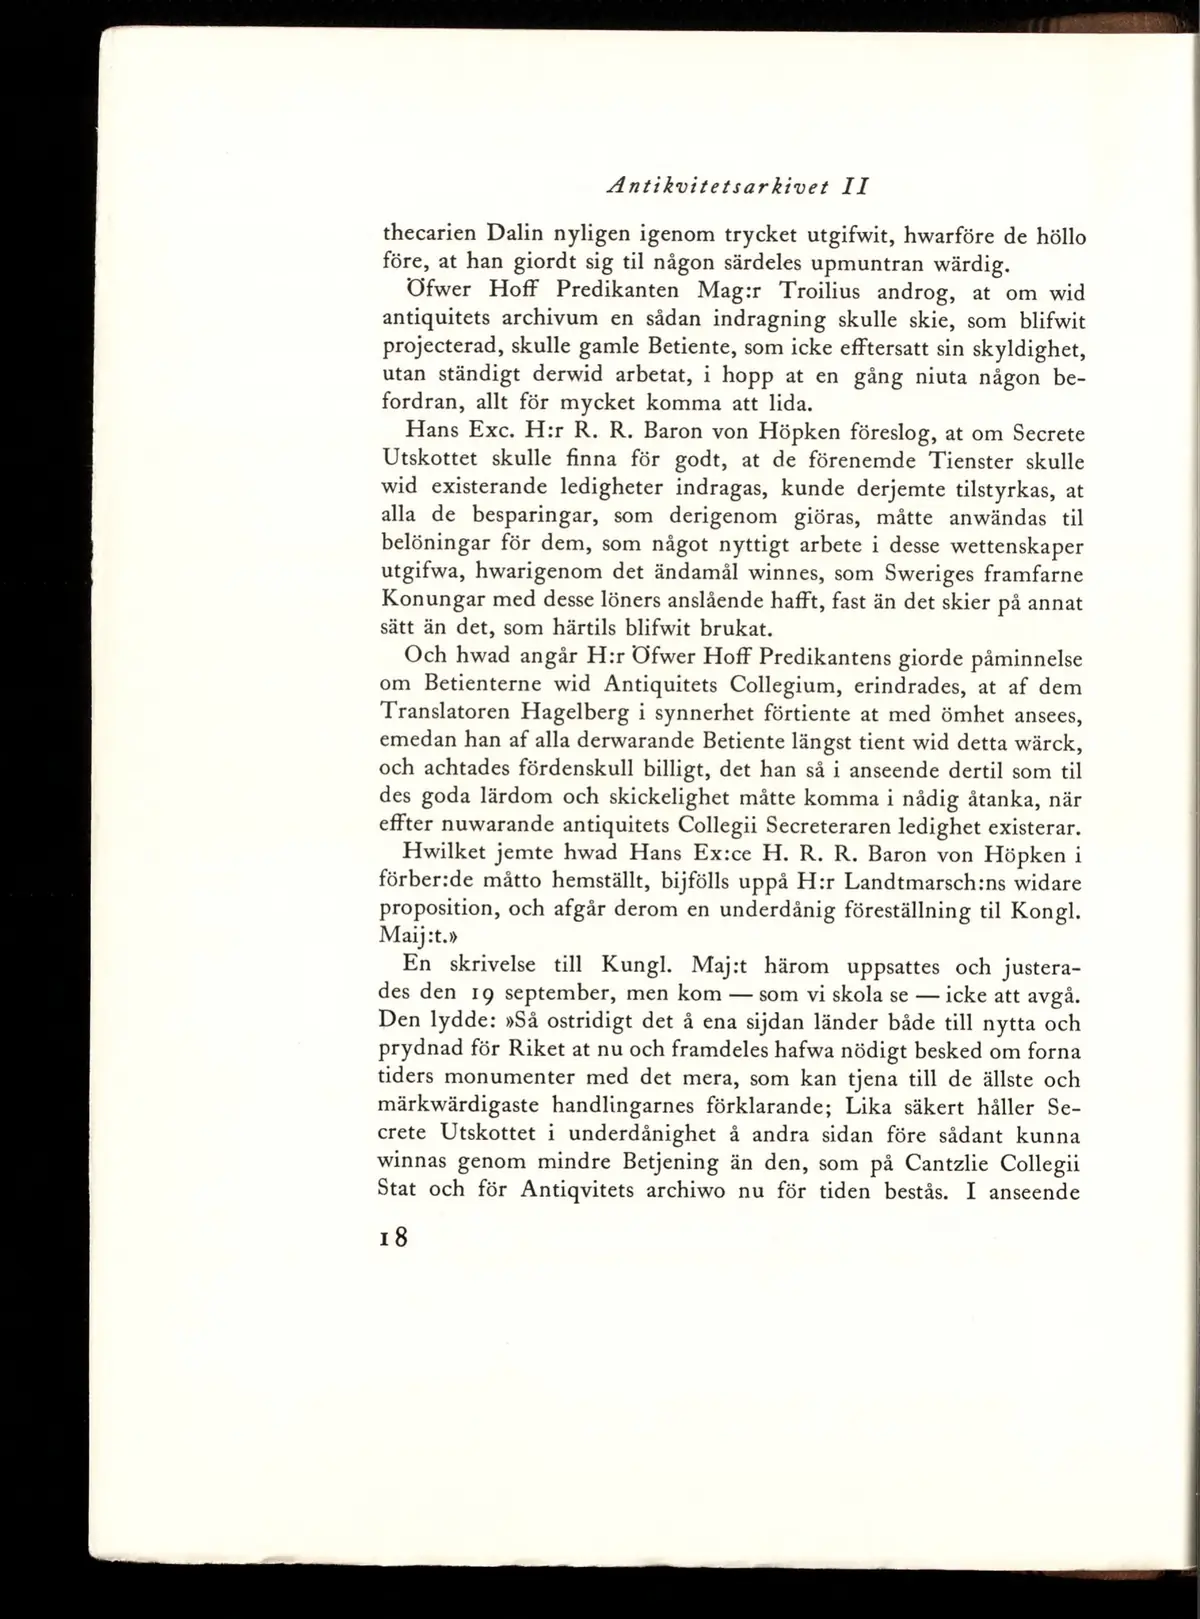 Antikvitetsarkivet II
thecarien Dalin nyligen igenom trycket utgifwit, hwarföre de höllo
före, at han giordt sig til någon särdeles upmuntran wärdig.
Öfwer Hoff Predikanten Mag:r Troilius androg, at om wid
antiquitets archivum en sådan indragning skulle skie, som blifwit
projecterad, skulle gamle Betiente, som icke efftersatt sin skyldighet,
utan ständigt derwid arbetat, i hopp at en gång niuta någon be-
fordran, allt för mycket komma att lida.
Hans Exc. H:r R. R. Baron von Höpken föreslog, at om Secrete
Utskottet skulle finna för godt, at de förenemde Tienster skulle
wid existerande ledigheter indragas, kunde derjemte tilstyrkas, at
alla de besparingar, som derigenom giöras, måtte anwändas til
belöningar för dem, som något nyttigt arbete i desse wettenskaper
utgifwa, hwarigenom det ändamål winnes, som Sweriges framfarne
Konungar med desse löners anslående hafft, fast än det skier på annat
sätt än det, som härtils blifwit brukat.
Och hwad angår H:r Öfwer Hoff Predikantens giorde påminnelse
om Betienterne wid Antiquitets Collegium, erindrades, at af dem
Translatoren Hagelberg i synnerhet förtiente at med ömhet ansees,
emedan han af alla derwarande Betiente längst tient wid detta wärck,
och achtades fördenskull billigt, det han så i anseende dertil som til
des goda lärdom och skickelighet måtte komma i nådig åtanka, när
effter nuwarande antiquitets Collegii Secreteraren ledighet existerar.
Hwilket jemte hwad Hans Ex:ce H. R. R. Baron von Höpken i
förber:de måtto hemställt, bijfölls uppå H:r Landtmarsch:ns widare
proposition, och afgår derom en underdånig föreställning til Kongl.
Maij:t.»
En skrivelse till Kungl. Maj:t härom uppsattes och justera-
des den 19 september, men kom — som vi skola se — icke att avgå.
Den lydde: »Så ostridigt det å ena sijdan länder både till nytta och
prydnad för Riket at nu och framdeles hafwa nödigt besked om forna
tiders monumenter med det mera, som kan tjena till de ällste och
märkwärdigaste handlingarnes förklarande; Lika säkert håller Se-
crete Utskottet i underdånighet å andra sidan före sådant kunna
winnas genom mindre Betjening än den, som på Cantzlie Collegii
Stat och för Antiqvitets archiwo nu för tiden bestås. I anseende
18